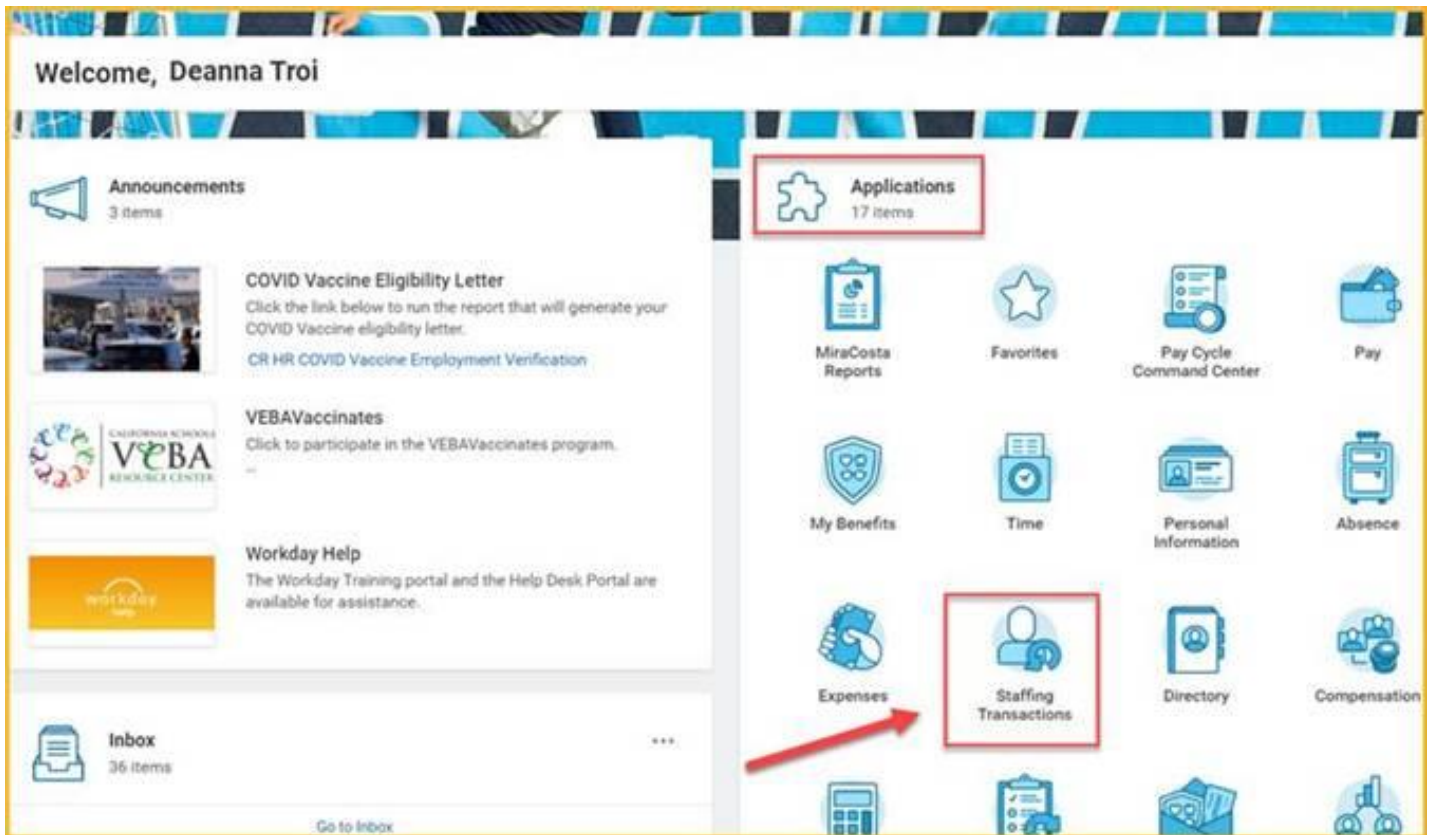 Welcome, Deanna Troi
Announcements
3 items
COVID Vaccine Eligibility Letter
Click the link below to run the report that will generate your
COVID Vaccine eligibility letter.
CR HR COVID Vaccine Employment Verification
CALIFORNIA SCHOOLS
VEBA
RESOURCE CENTER
VEBAVaccinates
Click to participate in the VEBAVaccinates program.
...
workday
help
Workday Help
The Workday Training portal and the Help Desk Portal are
available for assistance.
Inbox
36 items
Go to Inbox
Applications
17 items
MiraCosta
Reports
Favorites
Pay Cycle
Command Center
Pay
My Benefits
Time
Personal
Information
Absence
Expenses
Staffing
Transactions
Directory
Compensation